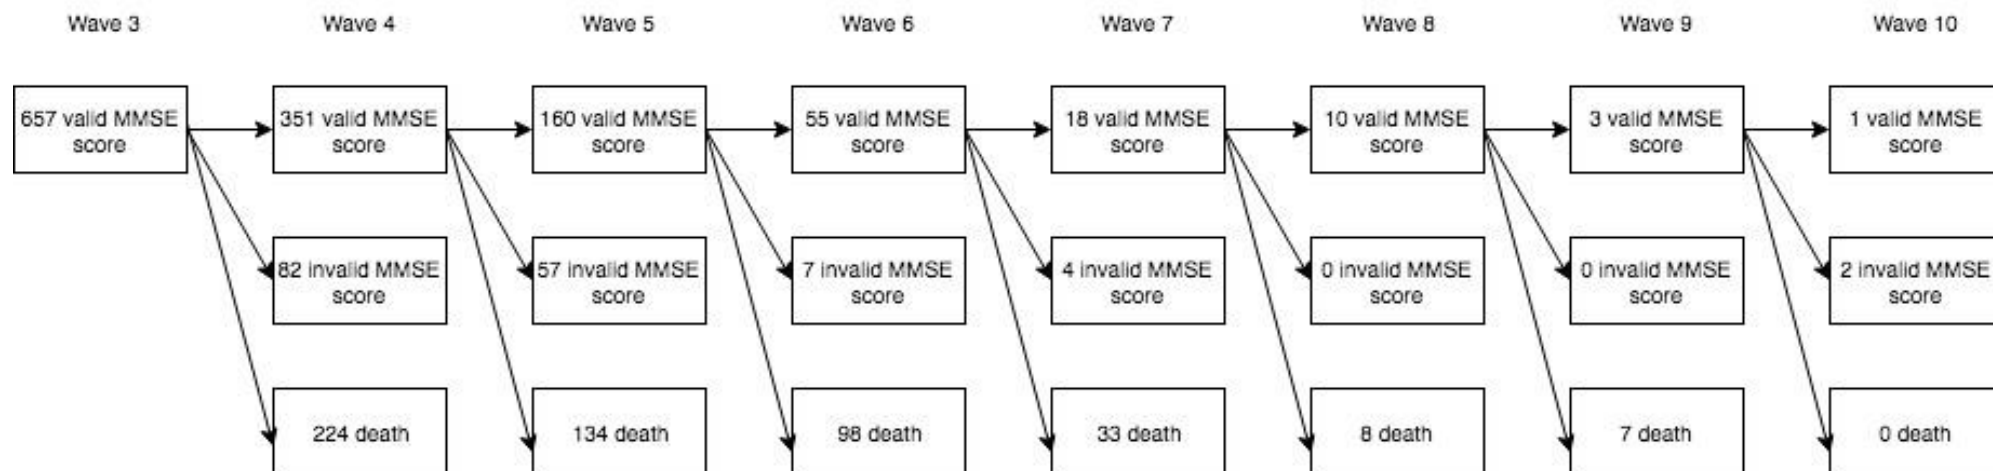 Wave 3
Wave 4
Wave 5
Wave 6
Wave 7
Wave 8
Wave 9
Wave 10
657 valid MMSE
score
351 valid MMSE
score
160 valid MMSE
score
55 valid MMSE
score
18 valid MMSE
score
10 valid MMSE
score
3 valid MMSE
score
1 valid MMSE
score
82 invalid MMSE
score
57 invalid MMSE
score
7 invalid MMSE
score
4 invalid MMSE
score
0 invalid MMSE
score
0 invalid MMSE
score
2 invalid MMSE
score
224 death
134 death
98 death
33 death
8 death
7 death
0 death